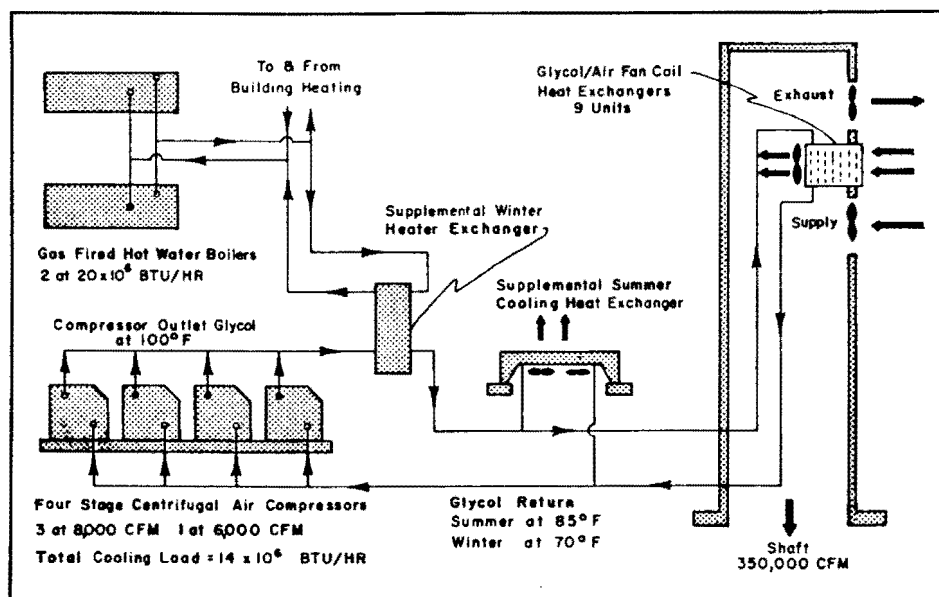 To & From
Building Heating
Glycol/Air Fan Coil
Heat Exchangers
9 Units
Exhaust
Supply
Gas Fired Hot Water Boilers
2 at 20x10⁶ BTU/HR
Supplemental Winter
Heater Exchanger
Supplemental Summer
Cooling Heat Exchanger
Compressor Outlet Glycol
at 100°F
Four Stage Centrifugal Air Compressors
3 at 8,000 CFM 1 at 6,000 CFM
Total Cooling Load = 14 x 10⁶ BTU/HR
Glycol Return
Summer at 85°F
Winter at 70°F
Shaft
350,000 CFM